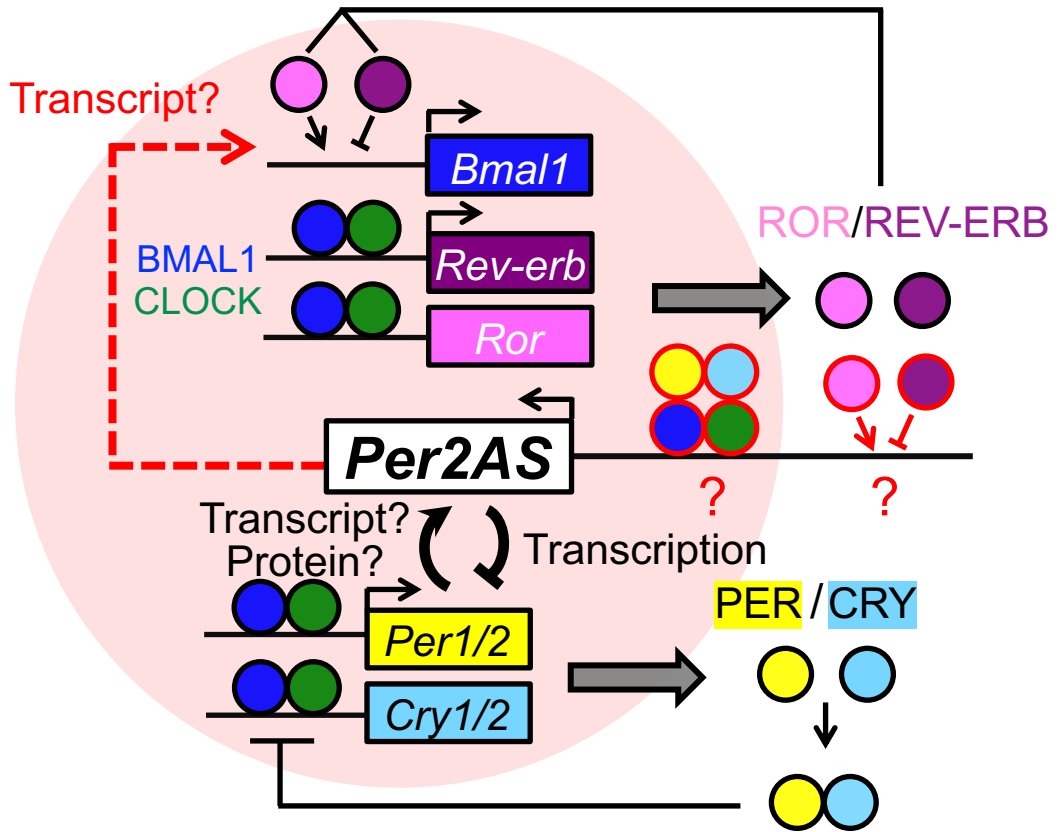 Transcript?
Bmal1
ROR/REV-ERB
BMAL1
CLOCK
Rev-erb
Ror
Per2AS
? ?
Transcript?
Protein?
Transcription
PER / CRY
Per1/2
Cry1/2